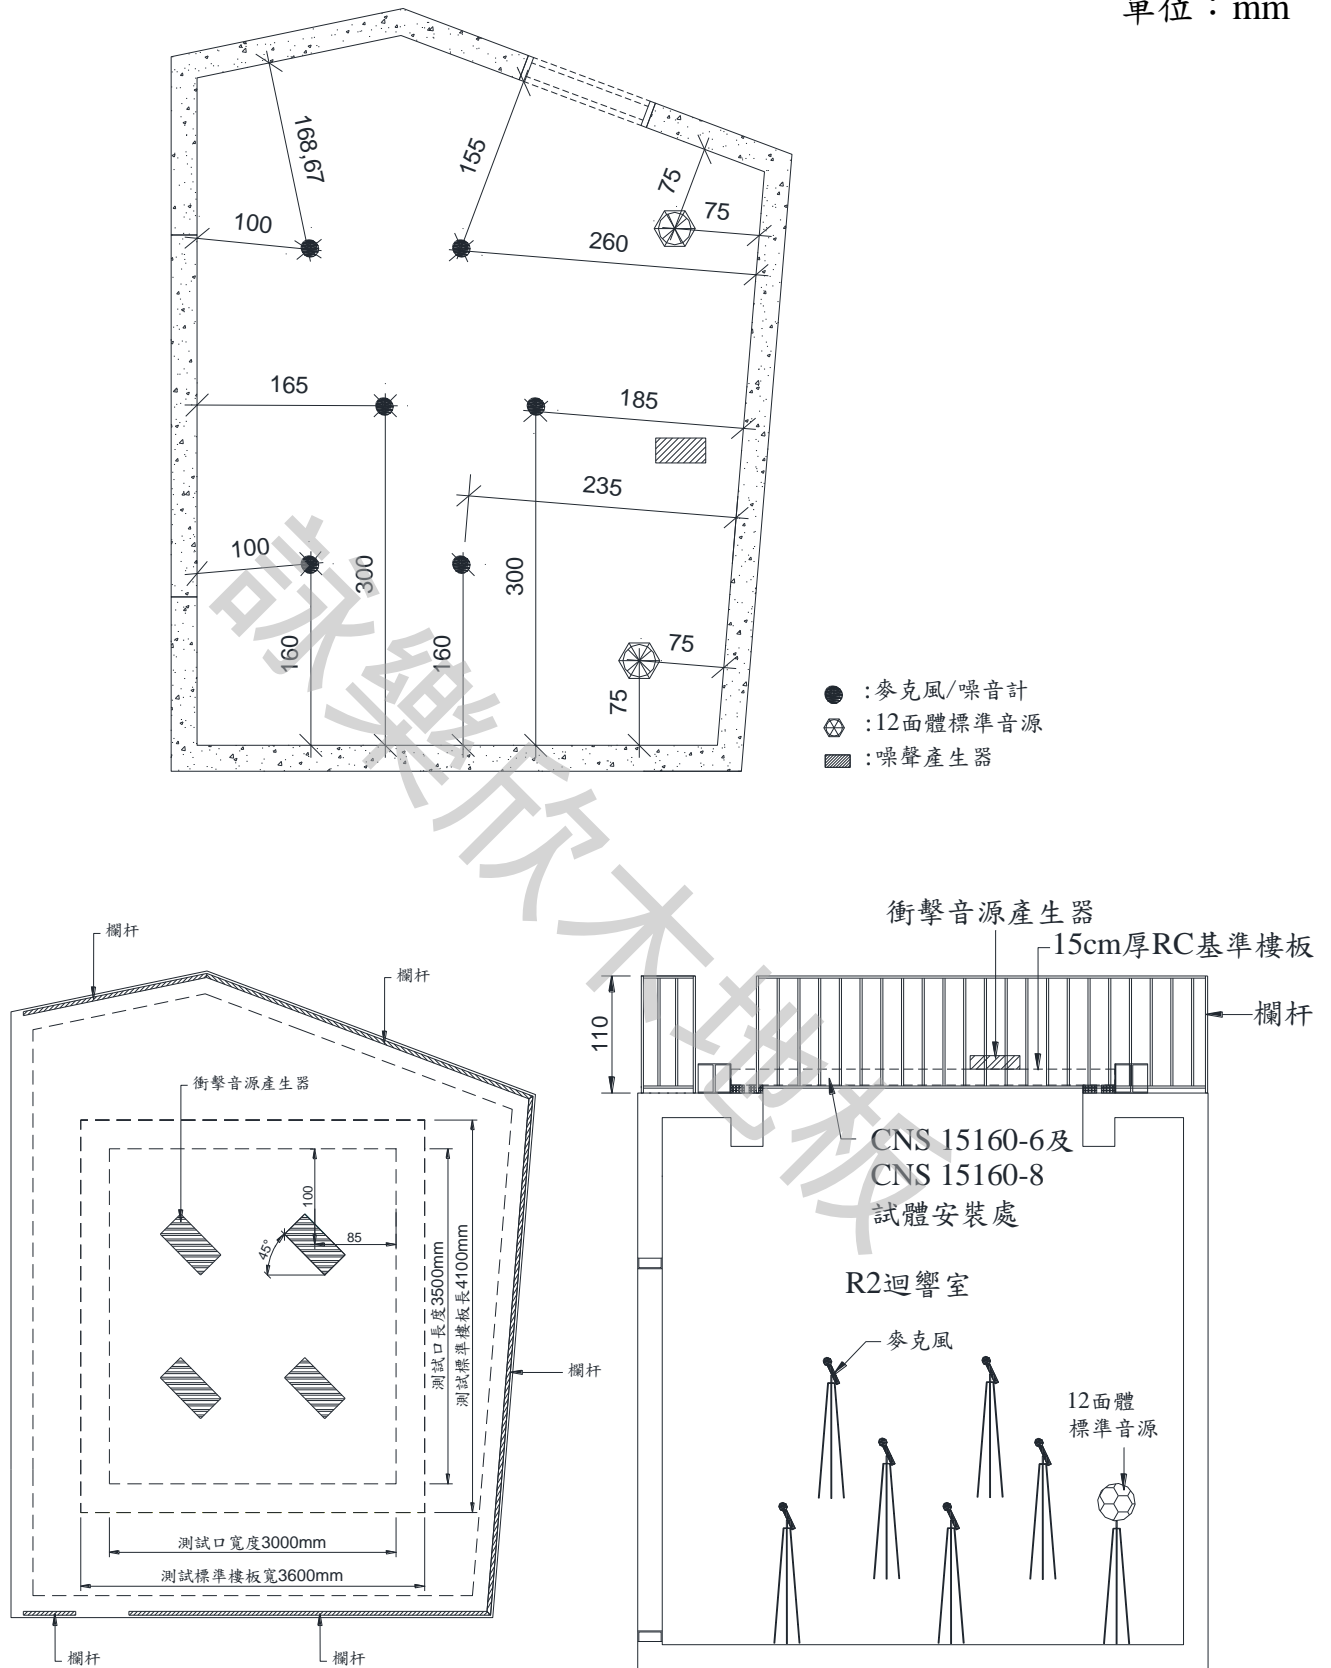 單位：mm
168,67
155
75
75
100
260
165
185
235
100
300
300
160
160
75
75
:麥克風/噪音計
:12面體標準音源
:噪聲產生器
詠樂欣木地板
欄杆
欄杆
衝擊音源產生器
100
85
45°
測試口長度3500mm
測試標準樓板長4100mm
欄杆
測試口寬度3000mm
測試標準樓板寬3600mm
欄杆
欄杆
衝擊音源產生器
15cm厚RC基準樓板
110
欄杆
CNS 15160-6及
CNS 15160-8
試體安裝處
R2迴響室
麥克風
12面體
標準音源